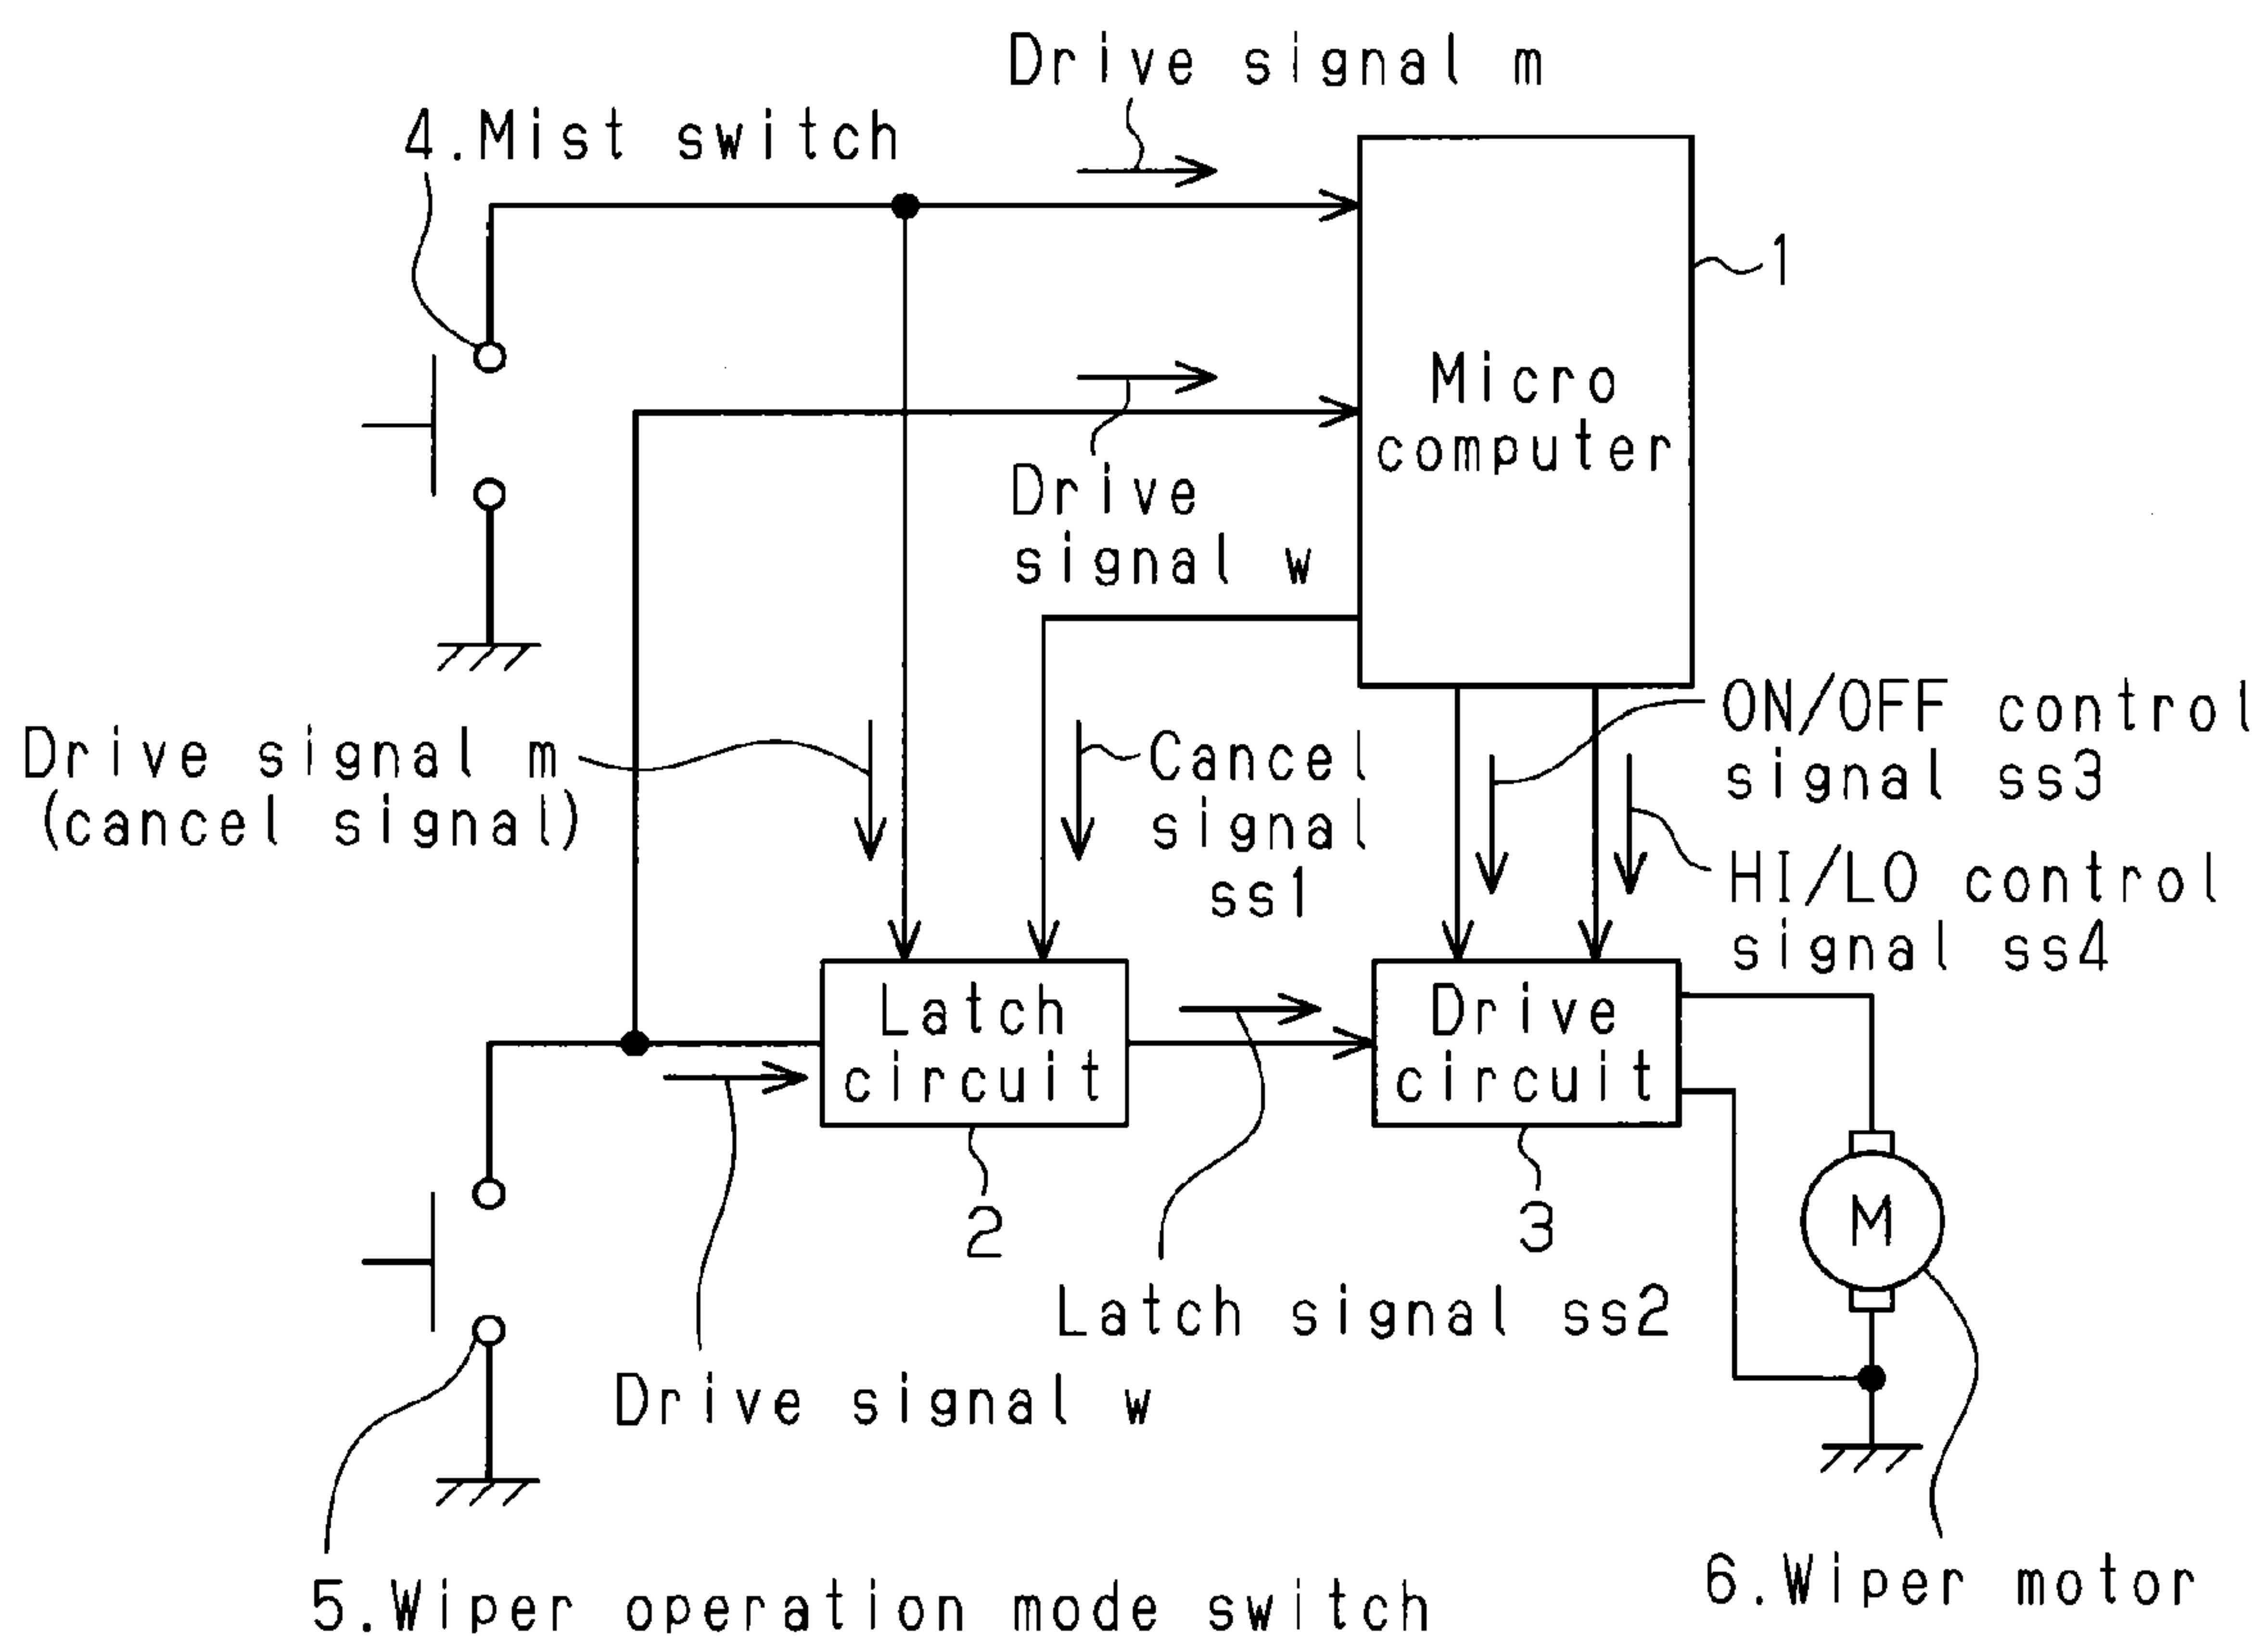 Drive signal m
4.Mist switch
1
Micro
computer
Drive
signal w
ON/OFF control
signal ss3
Drive signal m
(cancel signal)
Cancel
signal
ss1
HI/LO control
signal ss4
Latch
circuit
Drive
circuit
2
3
M
Latch signal ss2
Drive signal w
5.Wiper operation mode switch
6.Wiper motor